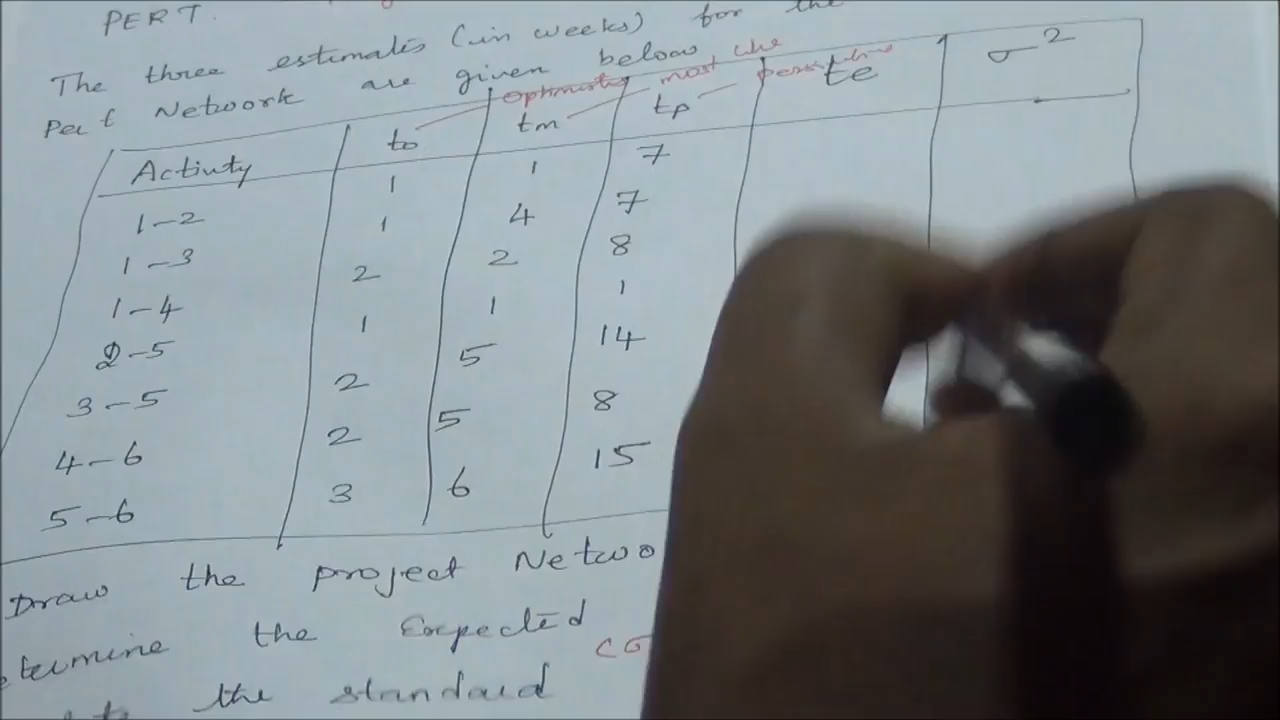 PERT.
The three estimates (in weeks) for the
Pert Network are given below
optimistic most like
Activity to tm tp te σ²
1-2 1 1 7
1-3 1 4 7
1-4 2 2 8
2-5 1 1 1
3-5 2 5 14
4-6 2 5 8
5-6 3 6 15
Draw the project Netwo
termine the Expected
the standard